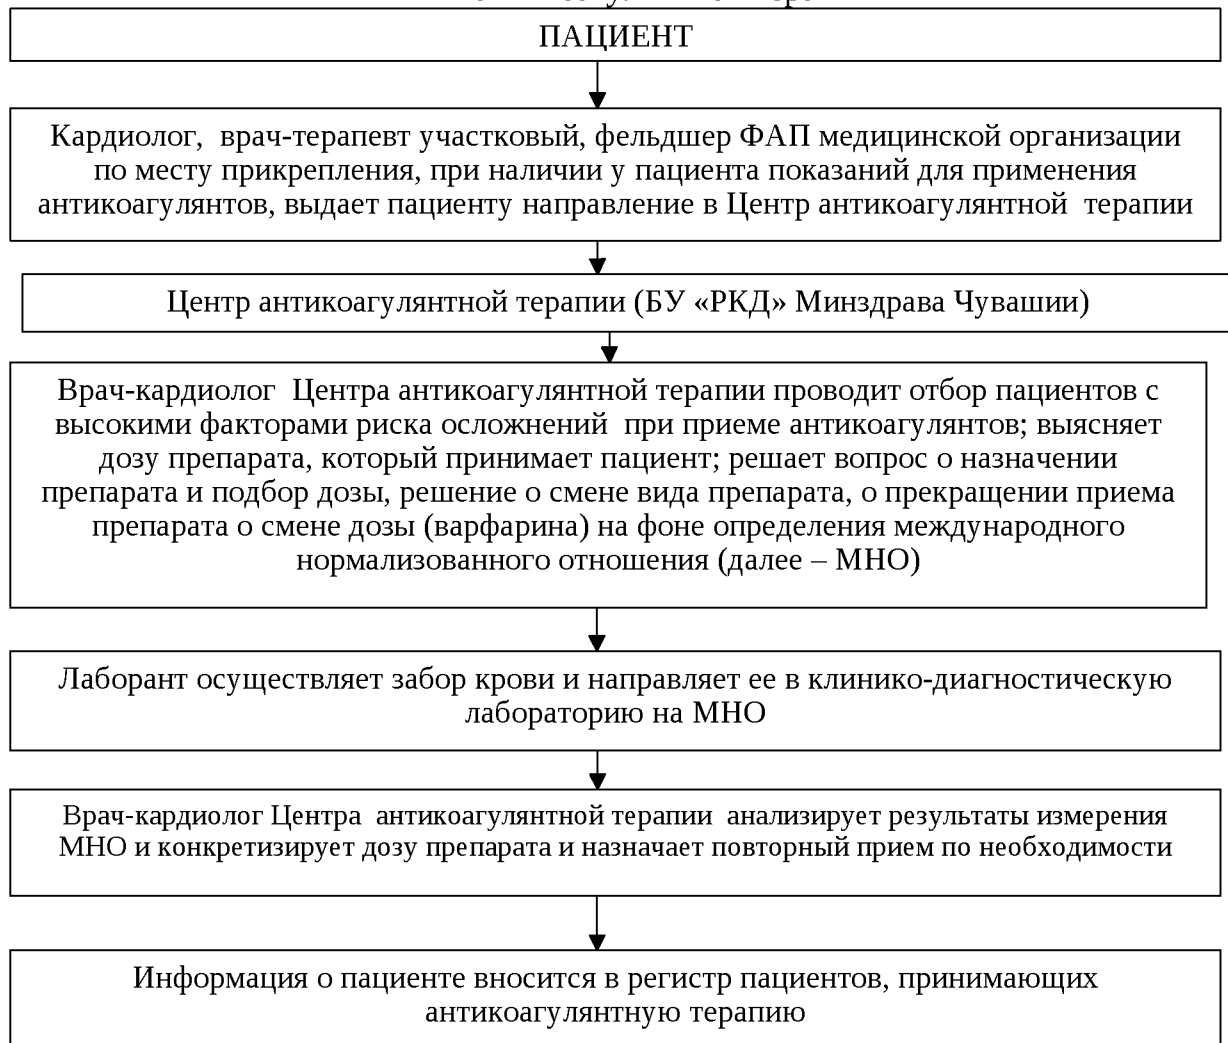 ПАЦИЕНТ
Кардиолог, врач-терапевт участковый, фельдшер ФАП медицинской организации
по месту прикрепления, при наличии у пациента показаний для применения
антикоагулянтов, выдает пациенту направление в Центр антикоагулянтной терапии
Центр антикоагулянтной терапии (БУ «РКД» Минздрава Чувашии)
Врач-кардиолог Центра антикоагулянтной терапии проводит отбор пациентов с
высокими факторами риска осложнений при приеме антикоагулянтов; выясняет
дозу препарата, который принимает пациент; решает вопрос о назначении
препарата и подбор дозы, решение о смене вида препарата, о прекращении приема
препарата о смене дозы (варфарина) на фоне определения международного
нормализованного отношения (далее – МНО)
Лаборант осуществляет забор крови и направляет ее в клинико-диагностическую
лабораторию на МНО
Врач-кардиолог Центра антикоагулянтной терапии анализирует результаты измерения
МНО и конкретизирует дозу препарата и назначает повторный прием по необходимости
Информация о пациенте вносится в регистр пациентов, принимающих
антикоагулянтную терапию